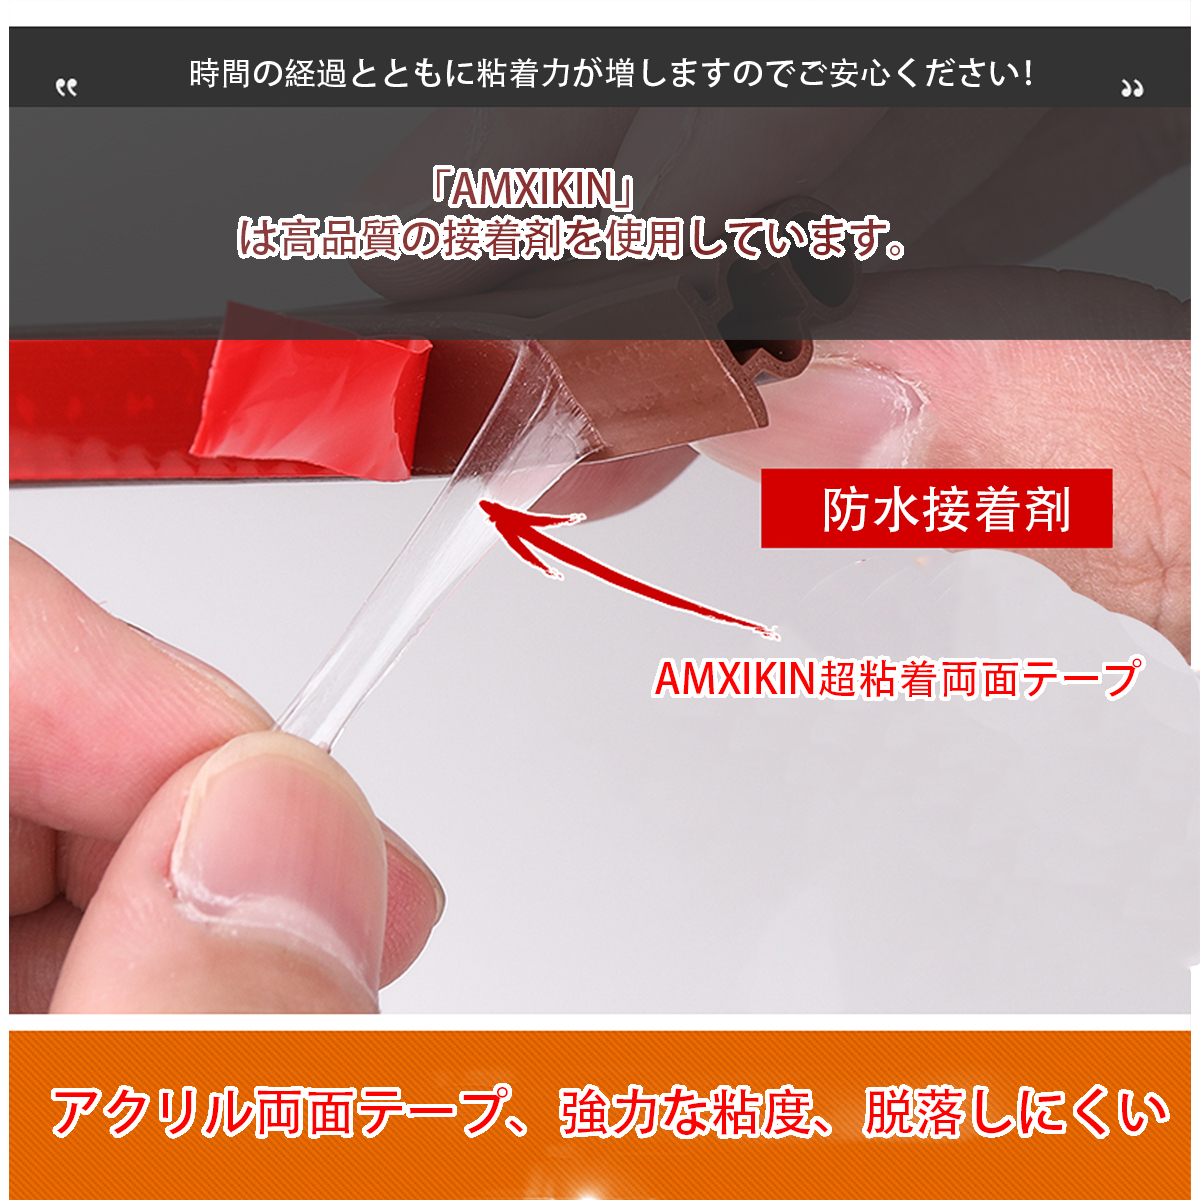 時間の経過とともに粘着力が増しますのでご安心ください！
「AMXIKIN」
は高品質の接着剤を使用しています。
防水接着剤
AMXIKIN超粘着両面テープ
アクリル両面テープ、強力な粘度、脱落しにくい